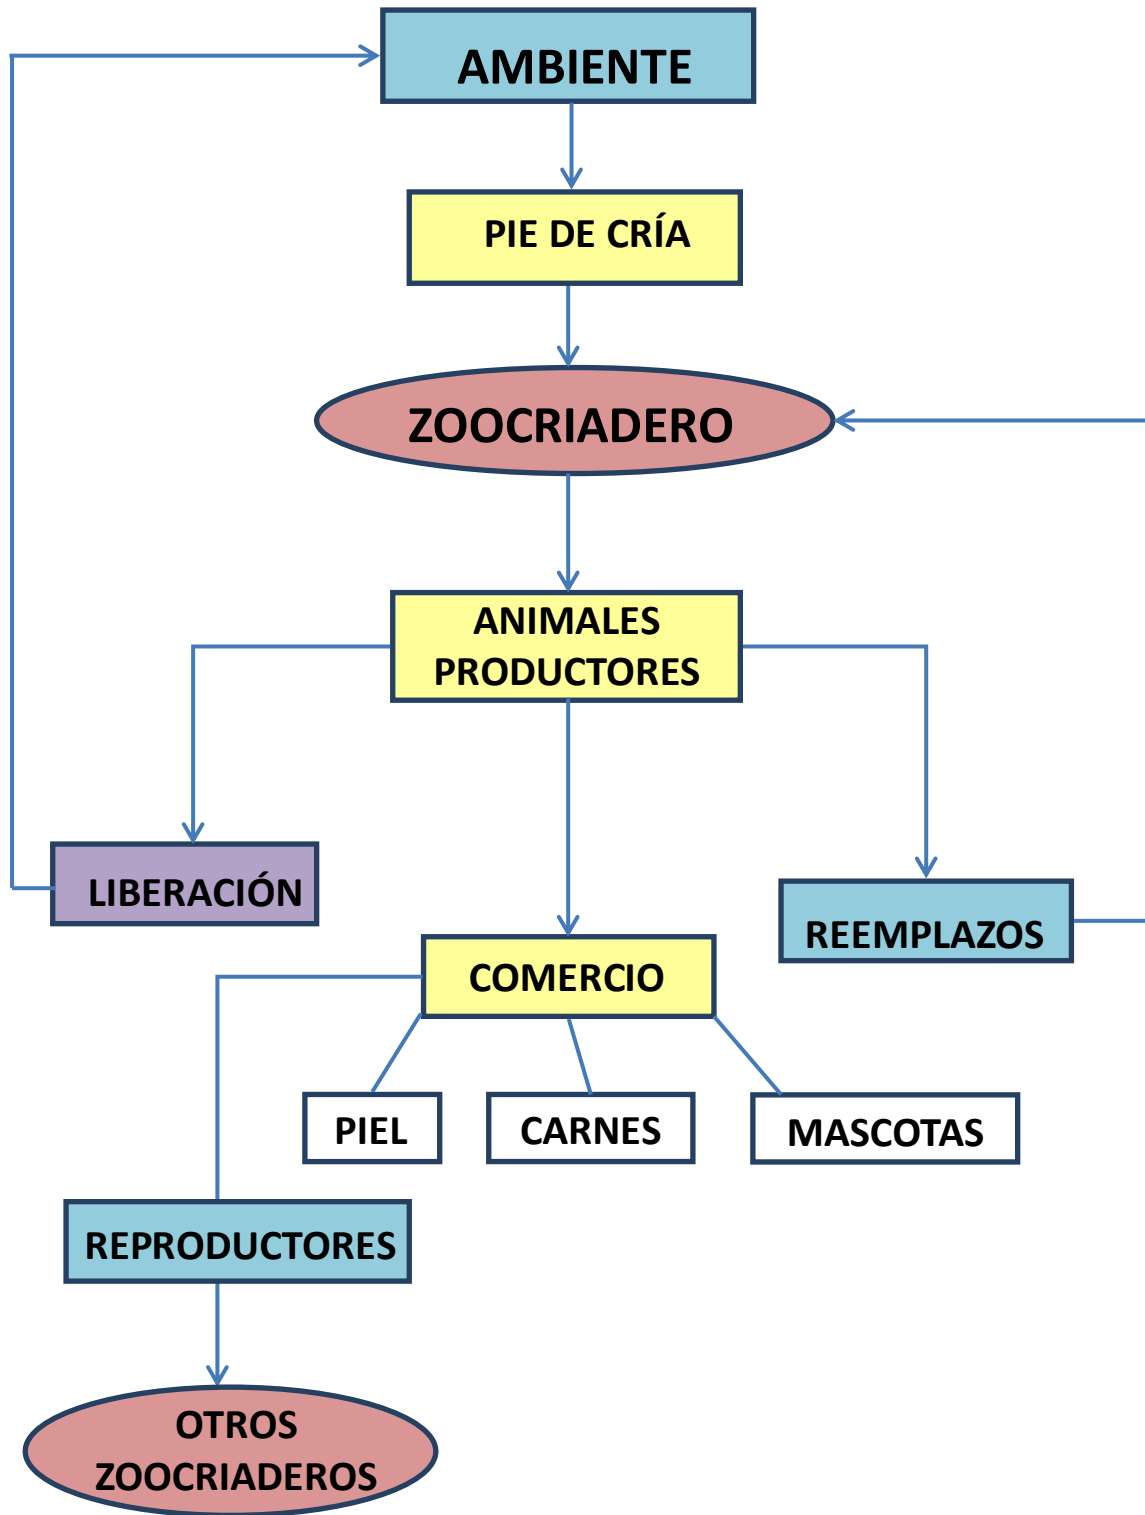 AMBIENTE
PIE DE CRÍA
ZOOCRIADERO
ANIMALES
PRODUCTORES
LIBERACIÓN
REEMPLAZOS
COMERCIO
PIEL
CARNES
MASCOTAS
REPRODUCTORES
OTROS
ZOOCRIADEROS